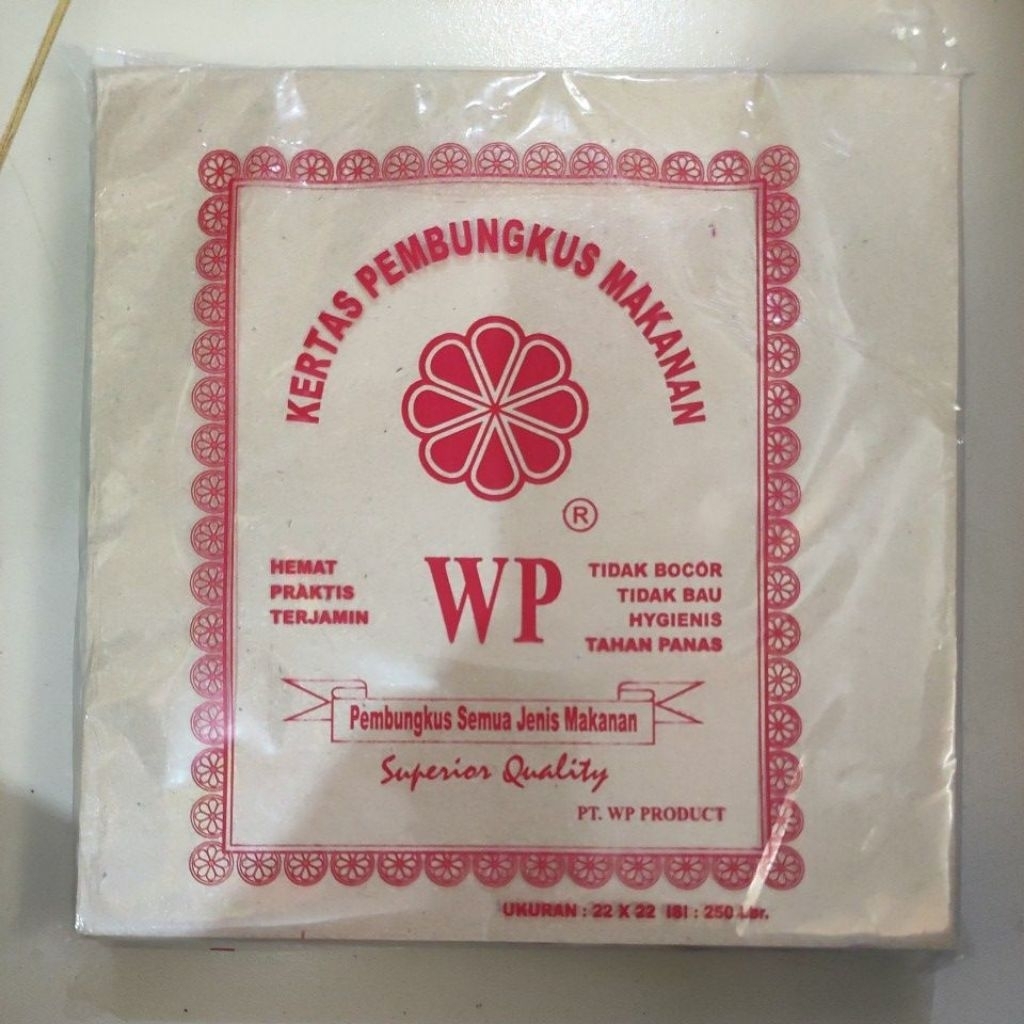 KERTAS PEMBUNGKUS MAKANAN
®
HEMAT
PRAKTIS
TERJAMIN
WP
TIDAK BOCOR
TIDAK BAU
HYGIENIS
TAHAN PANAS
Pembungkus Semua Jenis Makanan
Superior Quality
PT. WP PRODUCT
UKURAN : 22 X 22 ISI : 250 Lbr.